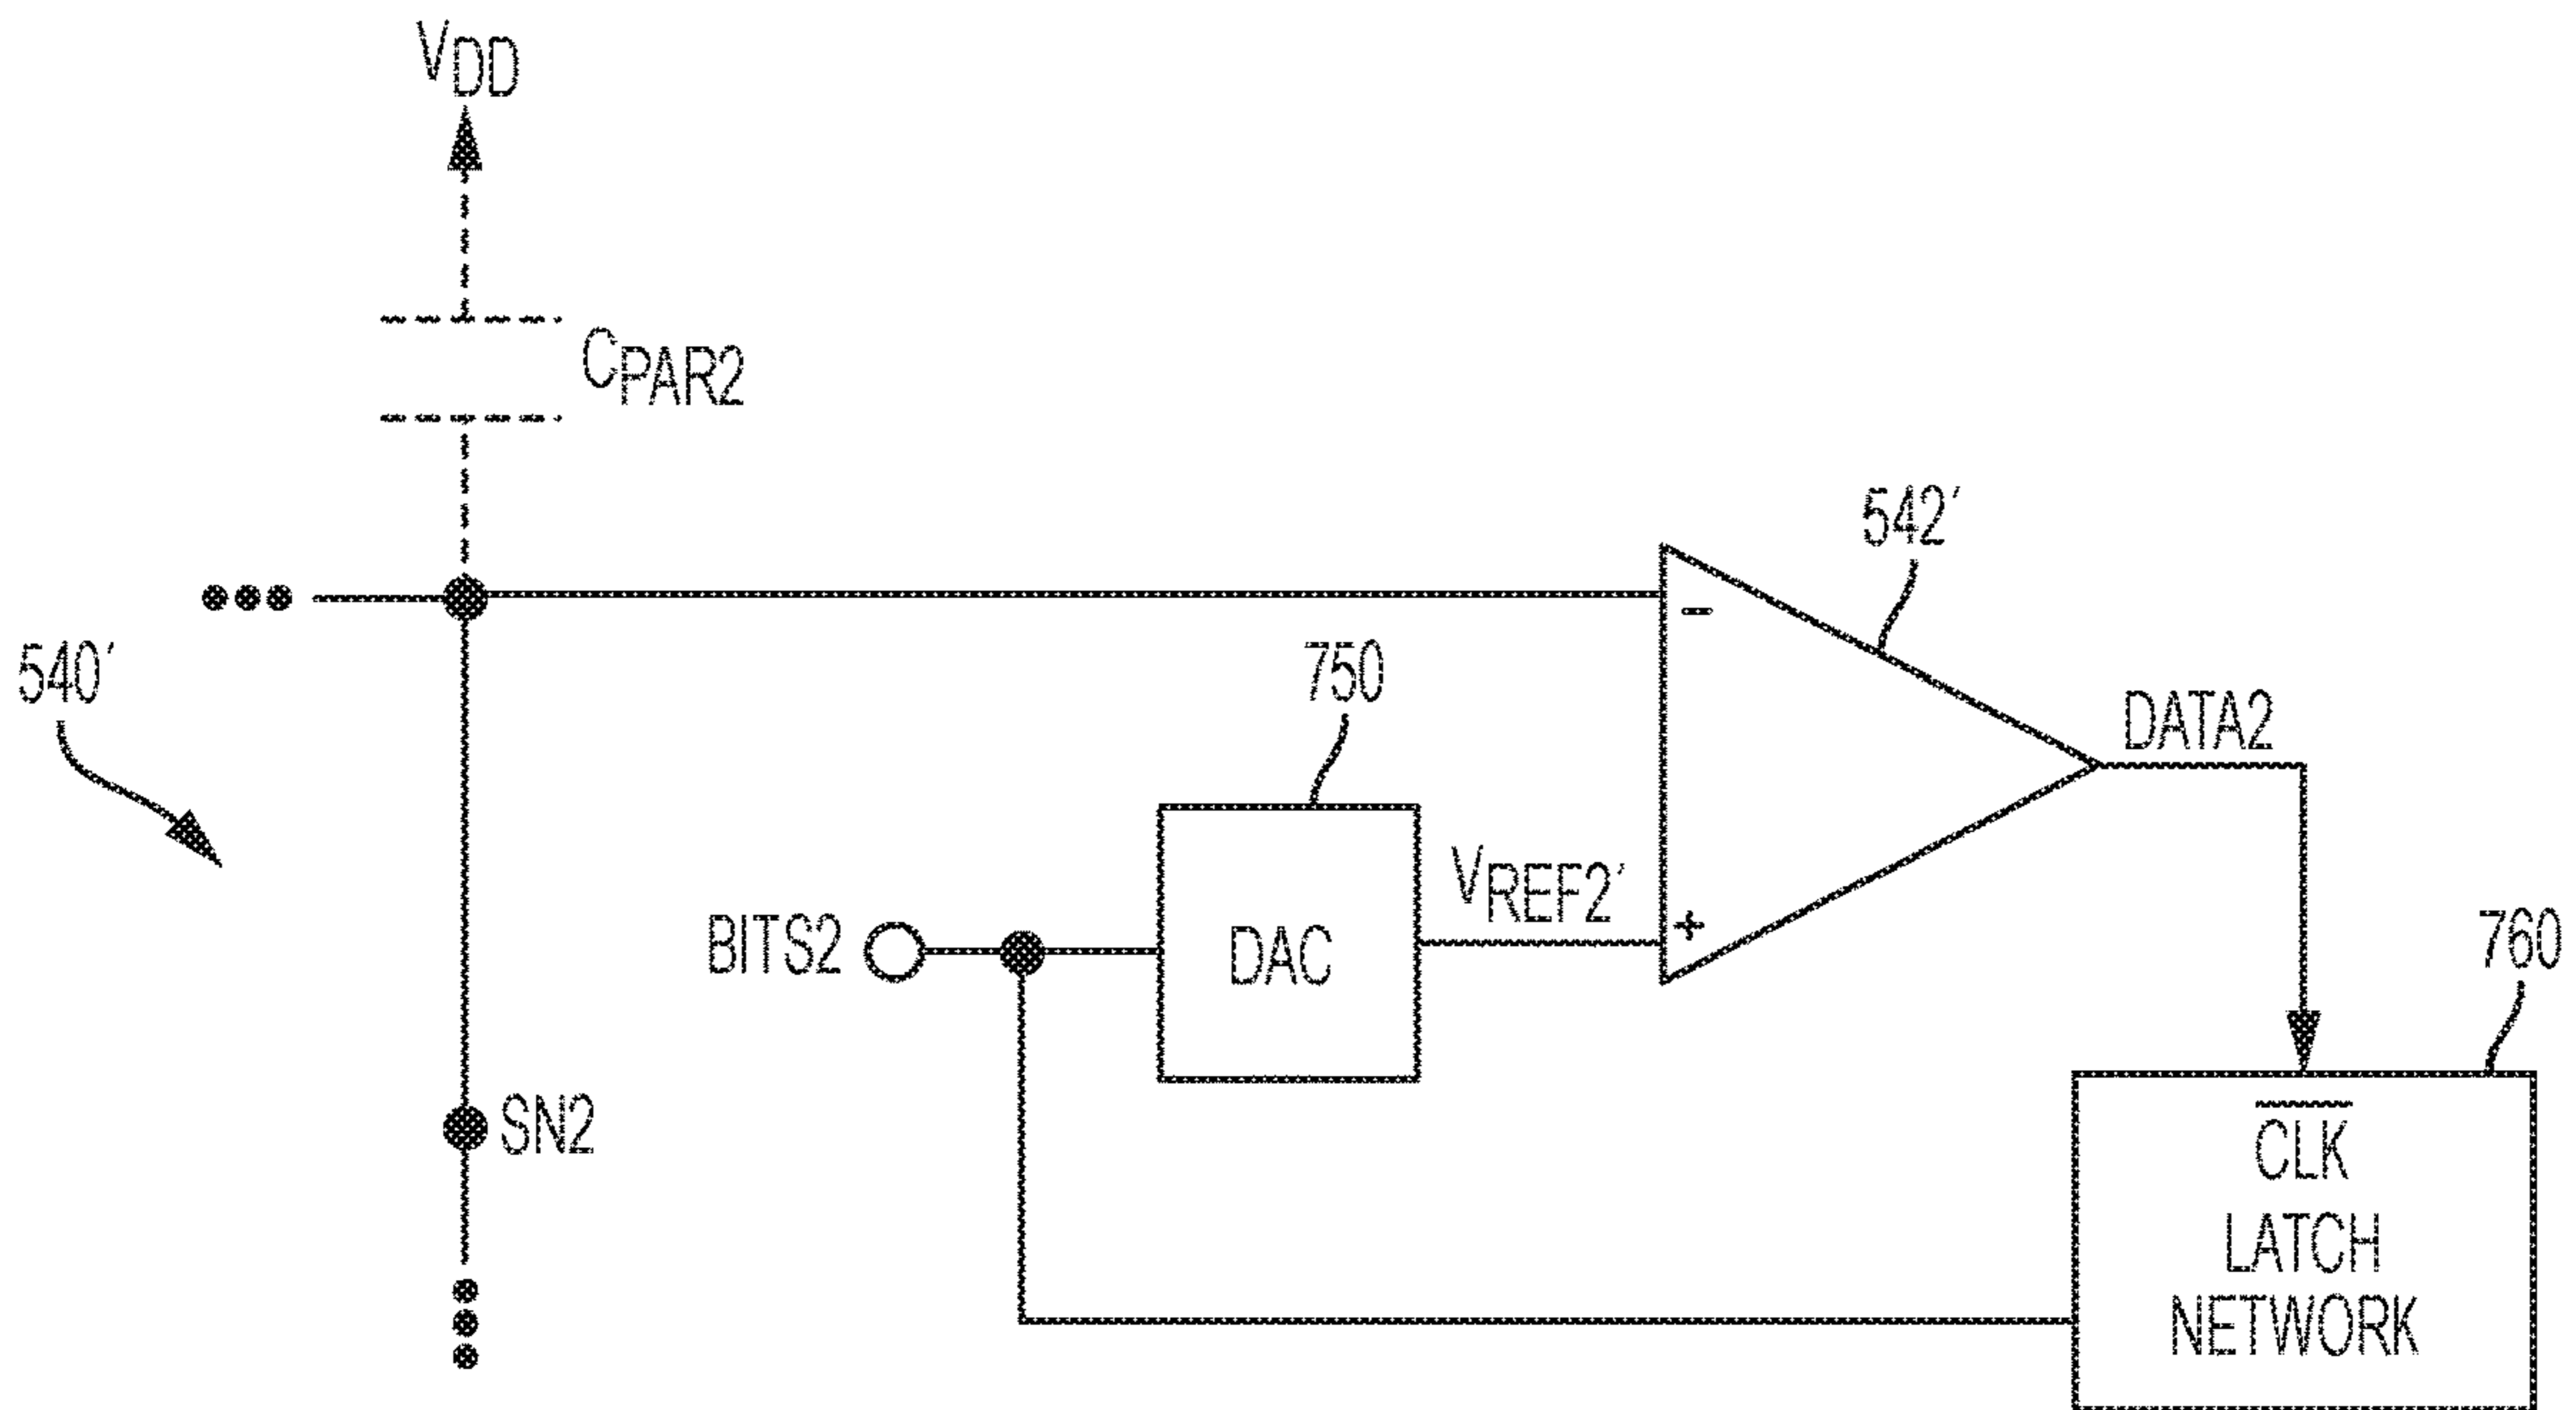 VDD
CPAR2
542′
540′
750
DATA2
VREF2′
760
BITS2
DAC
SN2
CLK
LATCH
NETWORK
-
+